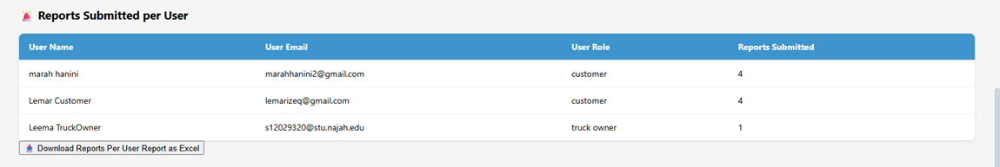 🚨 Reports Submitted per User
User Name User Email User Role Reports Submitted
marah hanini marahhanini2@gmail.com customer 4
Lemar Customer lemarizeq@gmail.com customer 4
Leema TruckOwner s12029320@stu.najah.edu truck owner 1
📥 Download Reports Per User Report as Excel